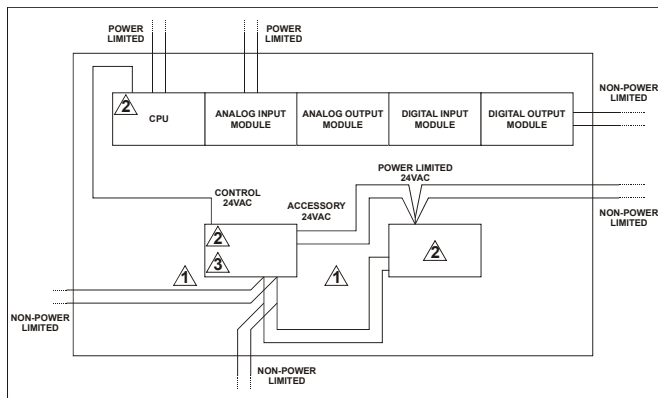 POWER
LIMITED
POWER
LIMITED
NON-POWER
LIMITED
2
CPU
ANALOG INPUT
MODULE
ANALOG OUTPUT
MODULE
DIGITAL INPUT
MODULE
DIGITAL OUTPUT
MODULE
POWER LIMITED
24VAC
CONTROL
24VAC
ACCESSORY
24VAC
NON-POWER
LIMITED
2
3
2
1
1
NON-POWER
LIMITED
NON-POWER
LIMITED